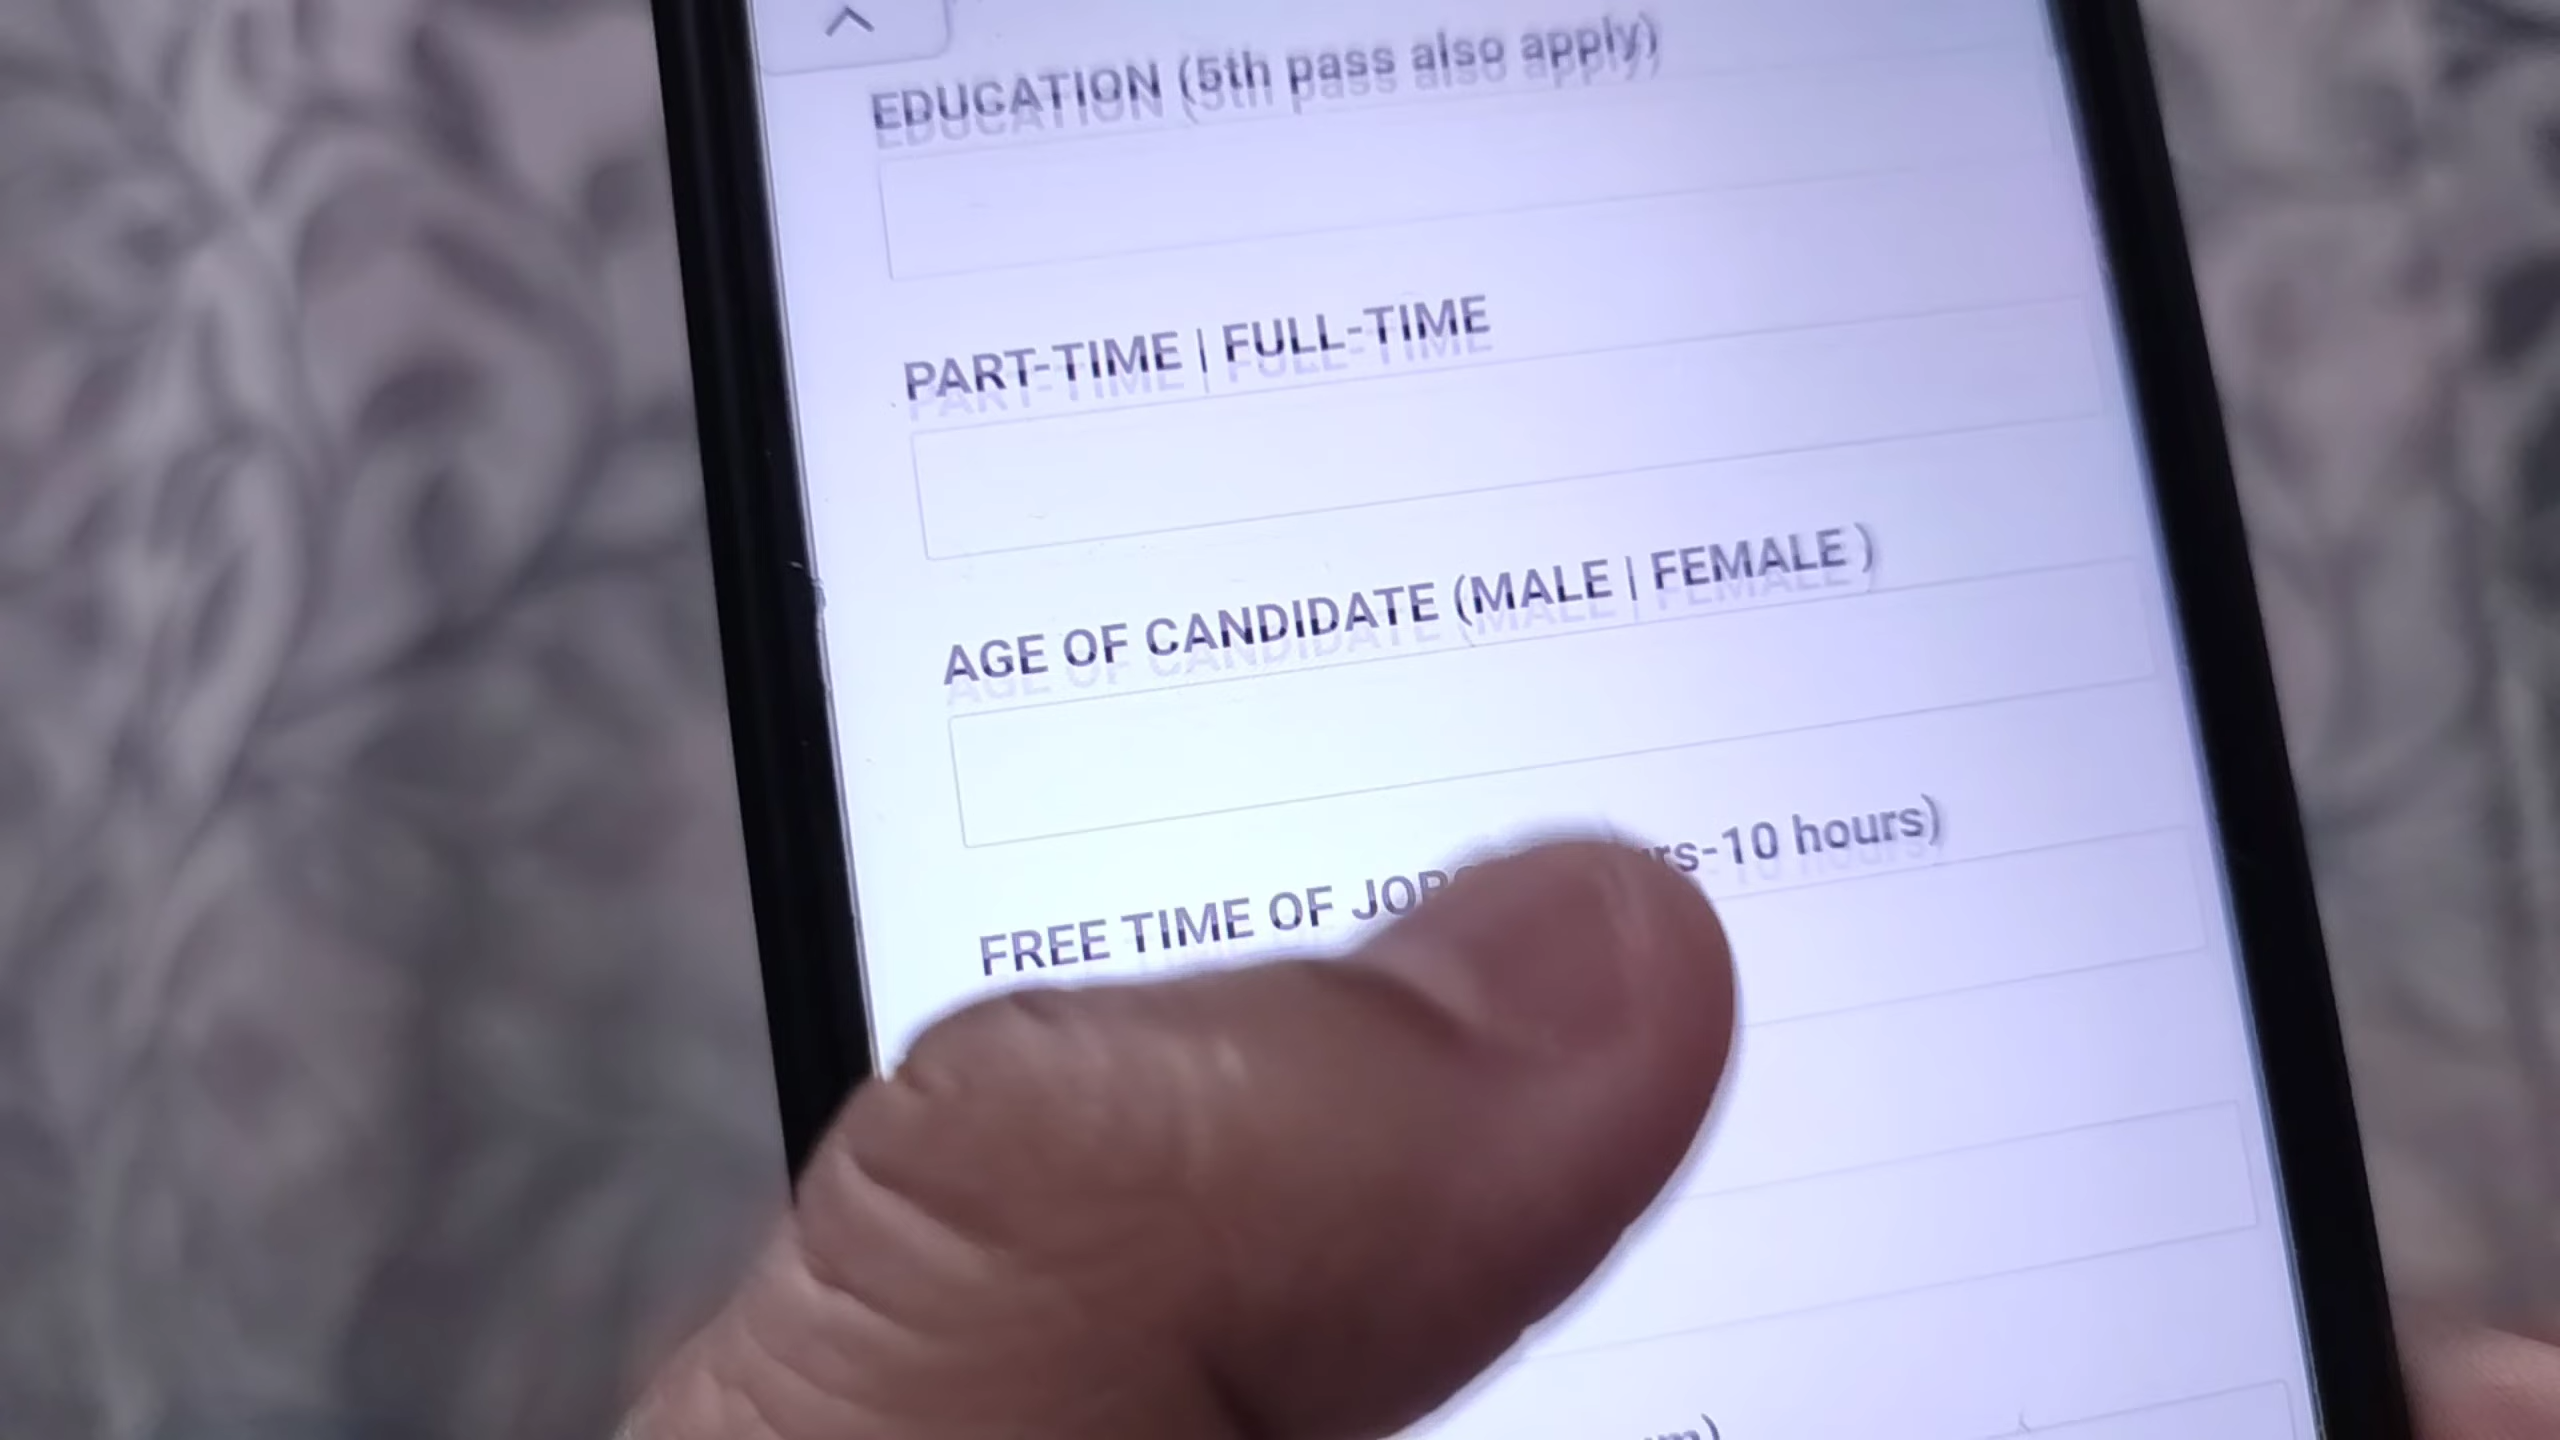 EDUCATION (5th pass also apply)
PART-TIME | FULL-TIME
AGE OF CANDIDATE (MALE | FEMALE )
FREE TIME OF -10 hours)